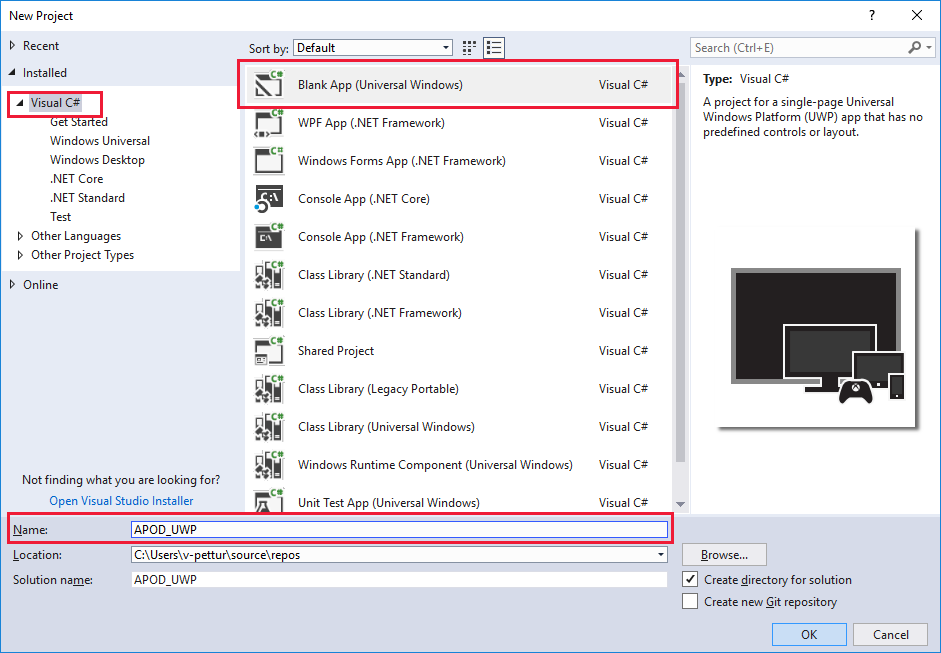 New Project
?
Recent
Installed
Visual C#
Get Started
Windows Universal
Windows Desktop
.NET Core
.NET Standard
Test
Other Languages
Other Project Types
Online
Not finding what you are looking for?
Open Visual Studio Installer
Sort by: Default
Blank App (Universal Windows) Visual C#
WPF App (.NET Framework) Visual C#
Windows Forms App (.NET Framework) Visual C#
Console App (.NET Core) Visual C#
Console App (.NET Framework) Visual C#
Class Library (.NET Standard) Visual C#
Class Library (.NET Framework) Visual C#
Shared Project Visual C#
Class Library (Legacy Portable) Visual C#
Class Library (Universal Windows) Visual C#
Windows Runtime Component (Universal Windows) Visual C#
Unit Test App (Universal Windows) Visual C#
Search (Ctrl+E)
Type: Visual C#
A project for a single-page Universal
Windows Platform (UWP) app that has no
predefined controls or layout.
Name: APOD_UWP
Location: C:\Users\v-pettur\source\repos
Solution name: APOD_UWP
Browse...
Create directory for solution
Create new Git repository
OK Cancel